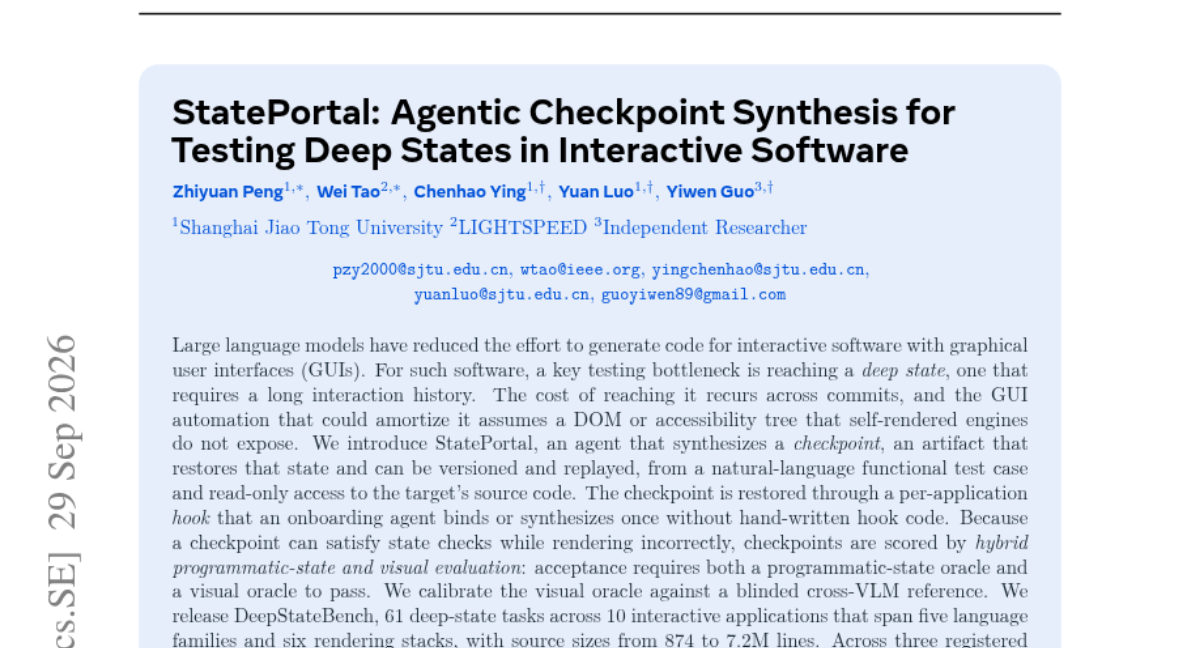 StatePortal: Agentic Checkpoint Synthesis for
Testing Deep States in Interactive Software
Zhiyuan Peng1,∗, Wei Tao2,∗, Chenhao Ying1,†, Yuan Luo1,†, Yiwen Guo3,†
1Shanghai Jiao Tong University 2LIGHTSPEED 3Independent Researcher
pzy2000@sjtu.edu.cn, wtao@ieee.org, yingchenhao@sjtu.edu.cn,
yuanluo@sjtu.edu.cn, guoyiwen89@gmail.com
Large language models have reduced the effort to generate code for interactive software with graphical
user interfaces (GUIs). For such software, a key testing bottleneck is reaching a deep state, one that
requires a long interaction history. The cost of reaching it recurs across commits, and the GUI
automation that could amortize it assumes a DOM or accessibility tree that self-rendered engines
do not expose. We introduce StatePortal, an agent that synthesizes a checkpoint, an artifact that
restores that state and can be versioned and replayed, from a natural-language functional test case
and read-only access to the target's source code. The checkpoint is restored through a per-application
hook that an onboarding agent binds or synthesizes once without hand-written hook code. Because
a checkpoint can satisfy state checks while rendering incorrectly, checkpoints are scored by hybrid
programmatic-state and visual evaluation: acceptance requires both a programmatic-state oracle and
a visual oracle to pass. We calibrate the visual oracle against a blinded cross-VLM reference. We
release DeepStateBench, 61 deep-state tasks across 10 interactive applications that span five language
families and six rendering stacks, with source sizes from 874 to 7.2M lines. Across three registered
cs.SE] 29 Sep 2026